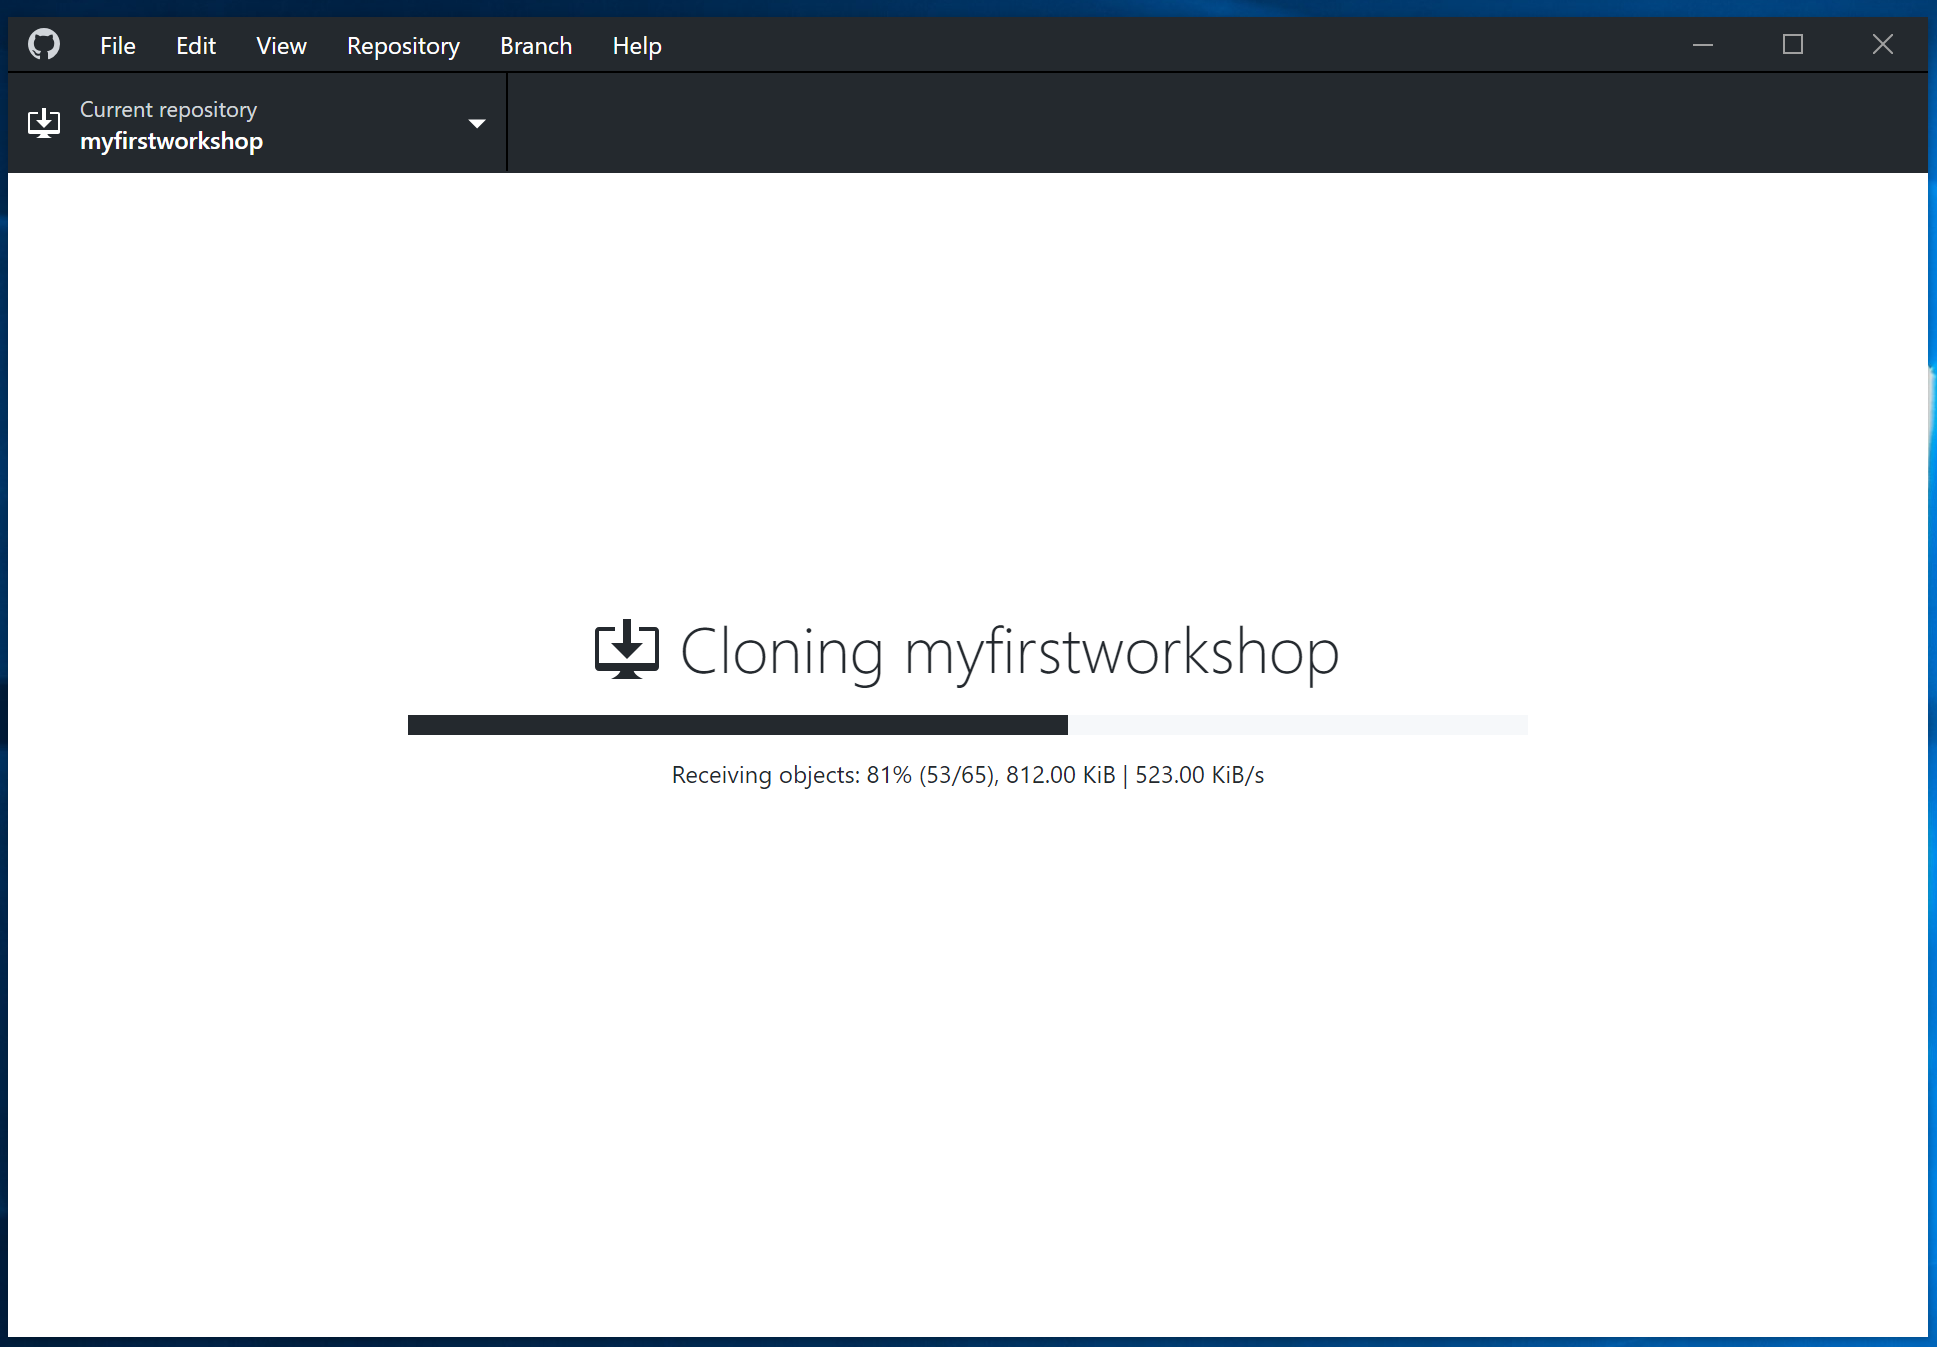 File Edit View Repository Branch Help
Current repository
myfirstworkshop
Cloning myfirstworkshop
Receiving objects: 81% (53/65), 812.00 KiB | 523.00 KiB/s